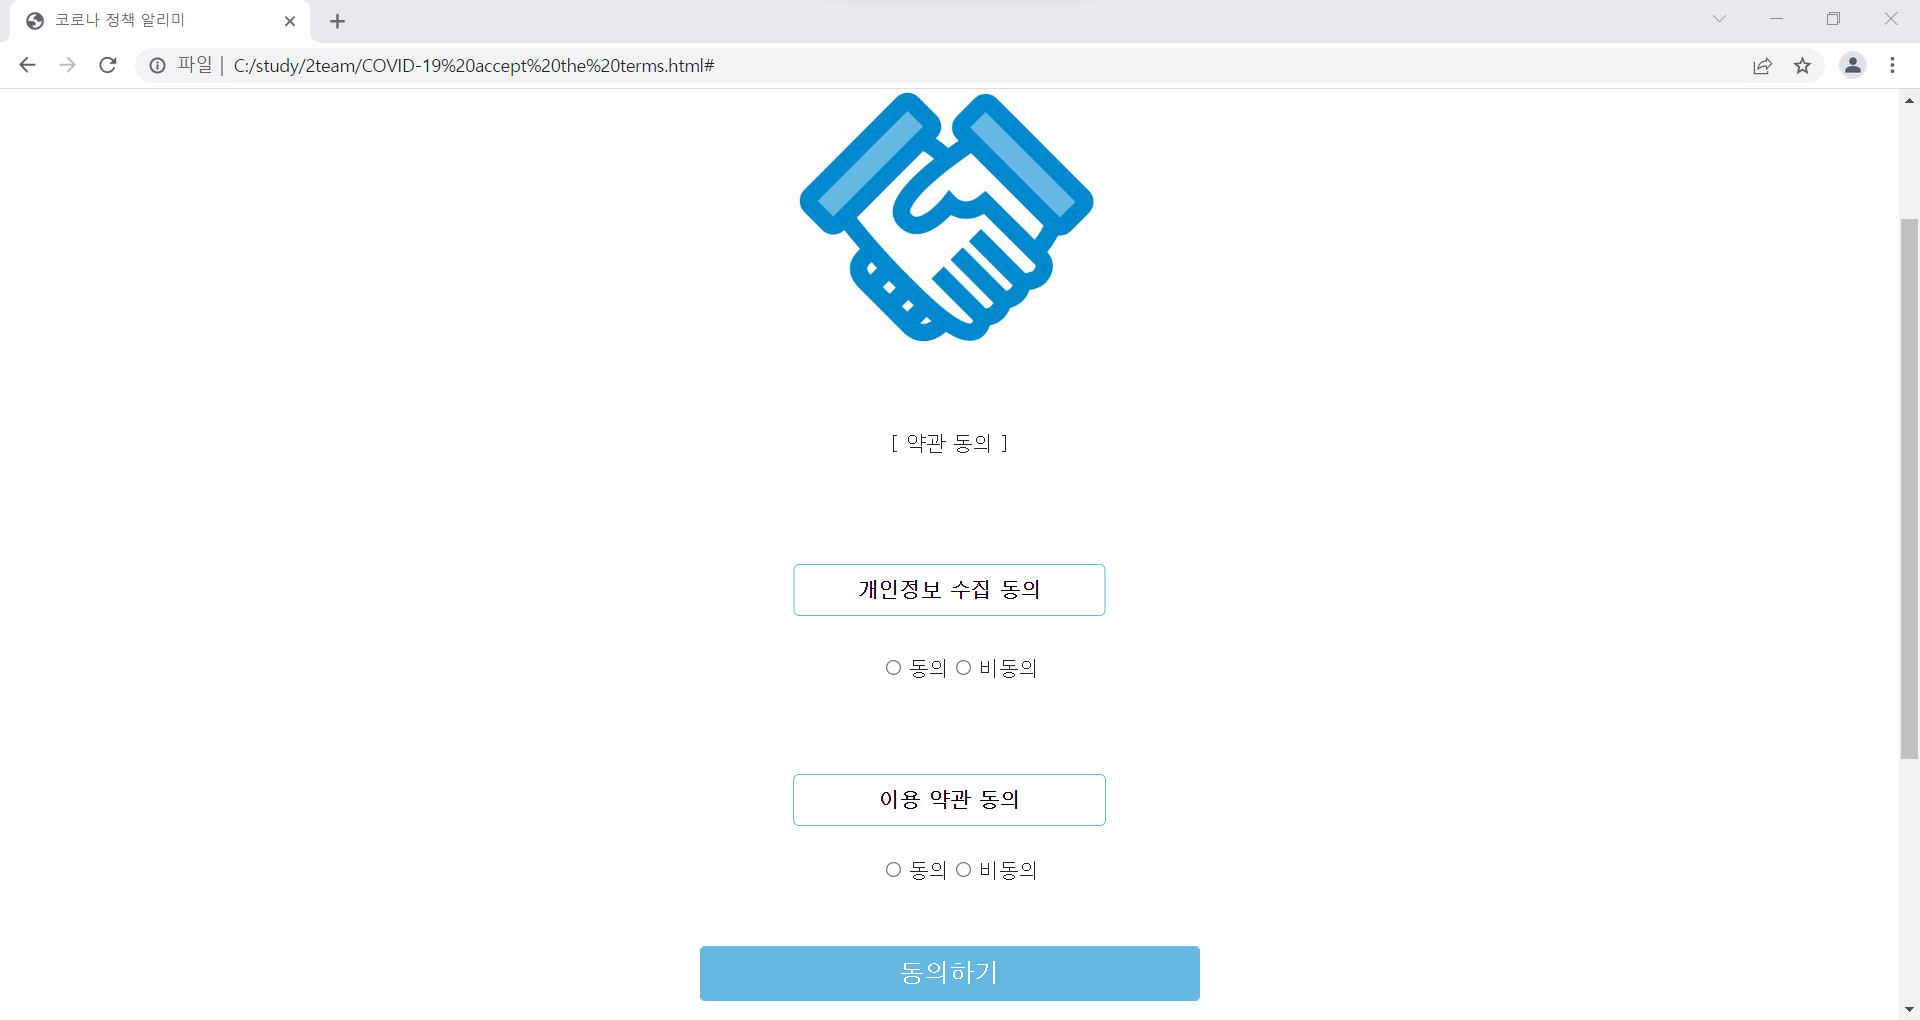 코로나 정책 알리미
파일 | C:/study/2team/COVID-19%20accept%20the%20terms.html#
[ 약관 동의 ]
개인정보 수집 동의
동의 비동의
이용 약관 동의
동의 비동의
동의하기